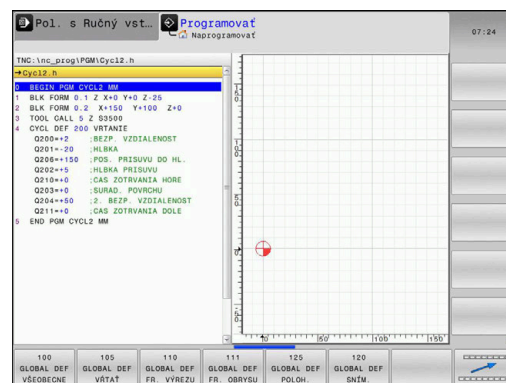 Pol. s Ručný vst...
Programovať
Naprogramovať
07:24
TNC:\nc_prog\PGM\Cycl2.h
→Cycl2.h
0 BEGIN PGM CYCL2 MM
1 BLK FORM 0.1 Z X+0 Y+0 Z-25
2 BLK FORM 0.2 X+150 Y+100 Z+0
3 TOOL CALL 5 Z S3500
4 CYCL DEF 200 VRTANIE
Q200=+2 ;BEZP. VZDIALENOST
Q201=-20 ;HLBKA
Q206=+150 ;POS. PRISUVU DO HL.
Q202=+5 ;HLBKA PRISUVU
Q210=+0 ;CAS ZOTRVANIA HORE
Q203=+0 ;SURAD. POVRCHU
Q204=+50 ;2. BEZP. VZDIALENOST
Q211=+0 ;CAS ZOTRVANIA DOLE
5 END PGM CYCL2 MM
150
100
50
0
50
0
50
100
150
100 GLOBAL DEF VŠEOBECNE
105 GLOBAL DEF VŔTAŤ
110 GLOBAL DEF FR. VÝREZU
111 GLOBAL DEF FR. OBRYSU
125 GLOBAL DEF POLOH.
120 GLOBAL DEF SNÍM.